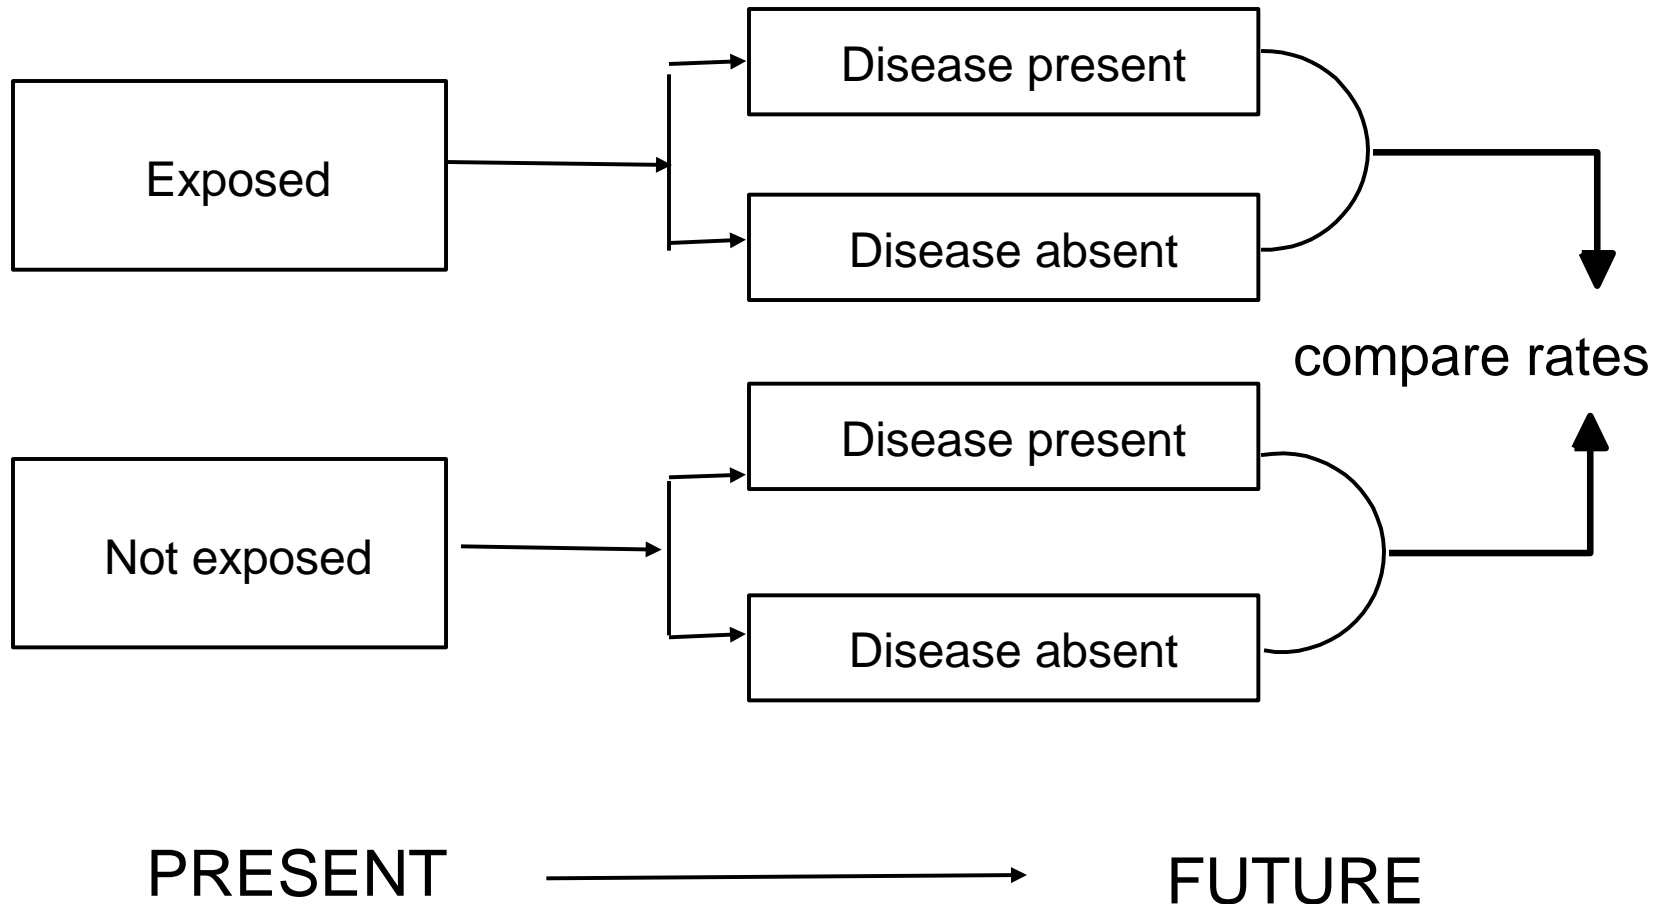 Disease present
Exposed
Disease absent
compare rates
Disease present
Not exposed
Disease absent
PRESENT
FUTURE